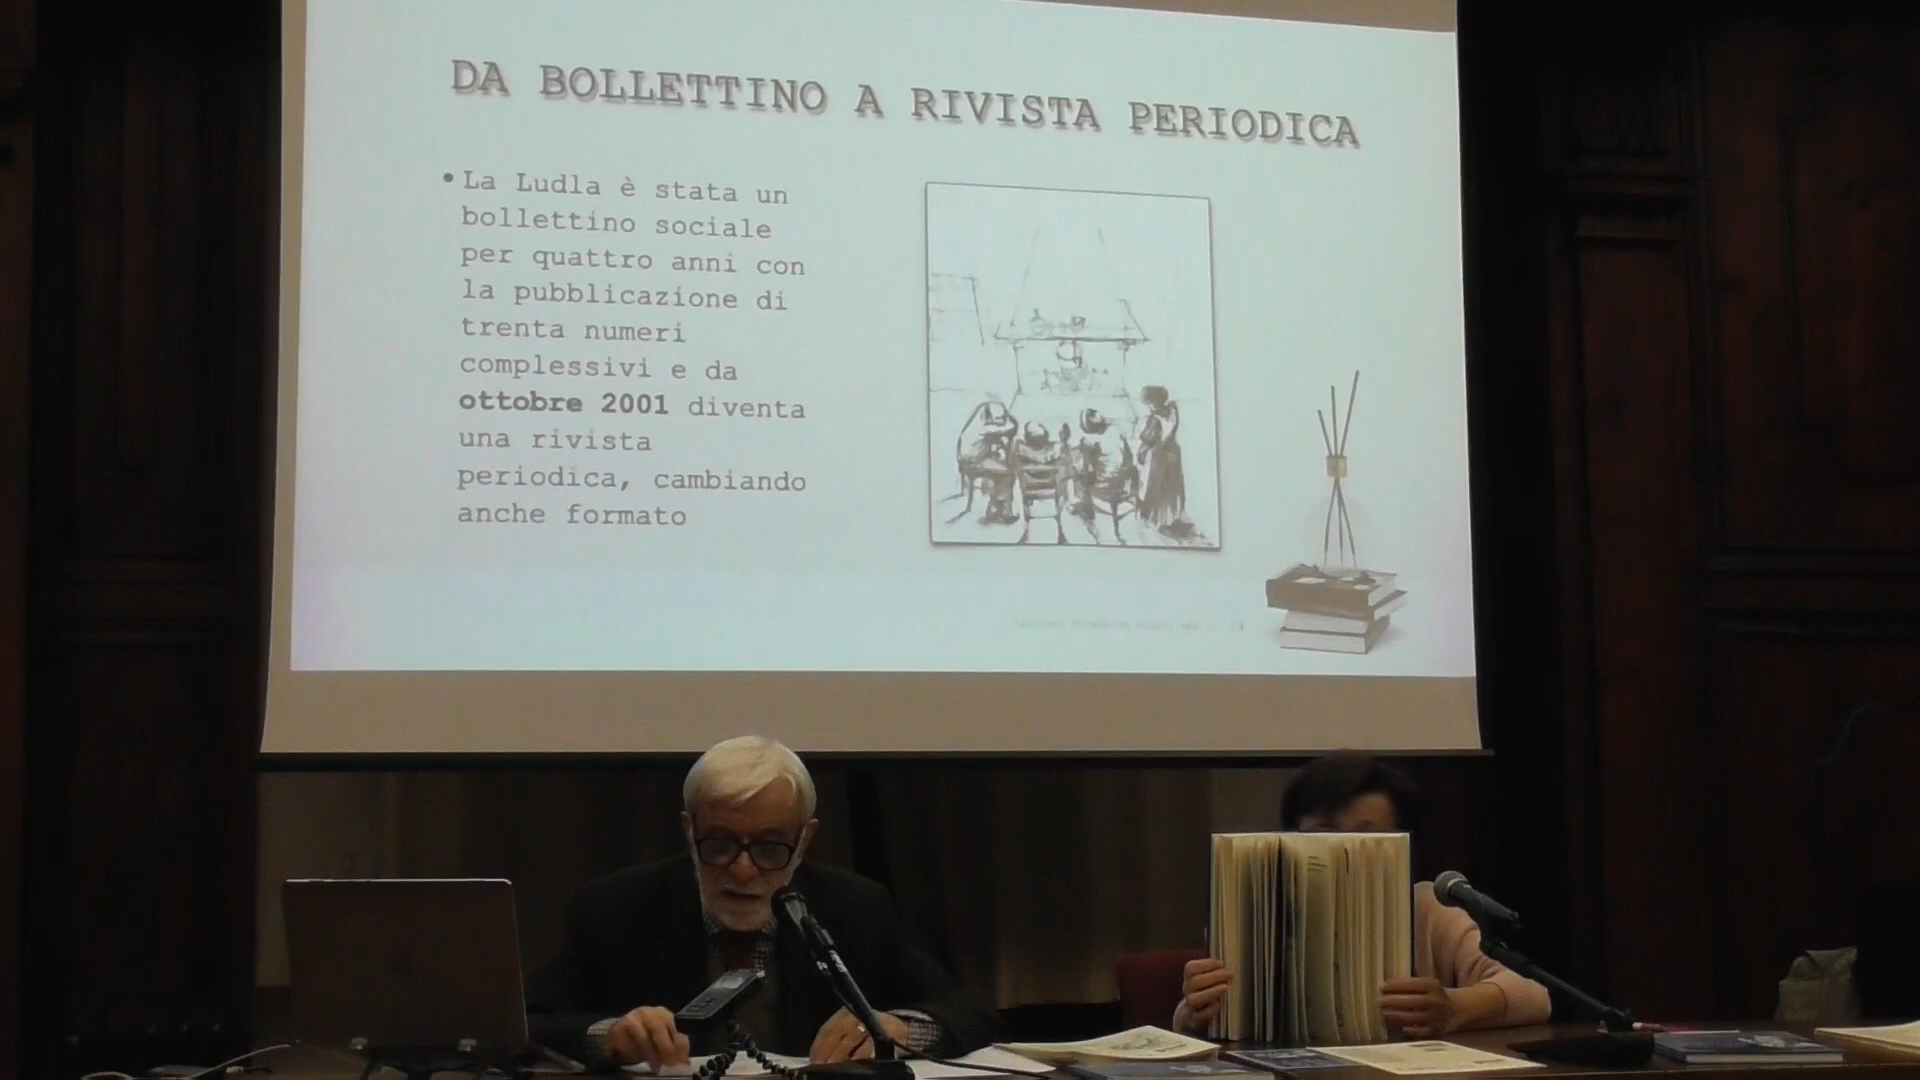 DA BOLLETTINO A RIVISTA PERIODICA
• La Ludla è stata un
bollettino sociale
per quattro anni con
la pubblicazione di
trenta numeri
complessivi e da
ottobre 2001 diventa
una rivista
periodica, cambiando
anche formato